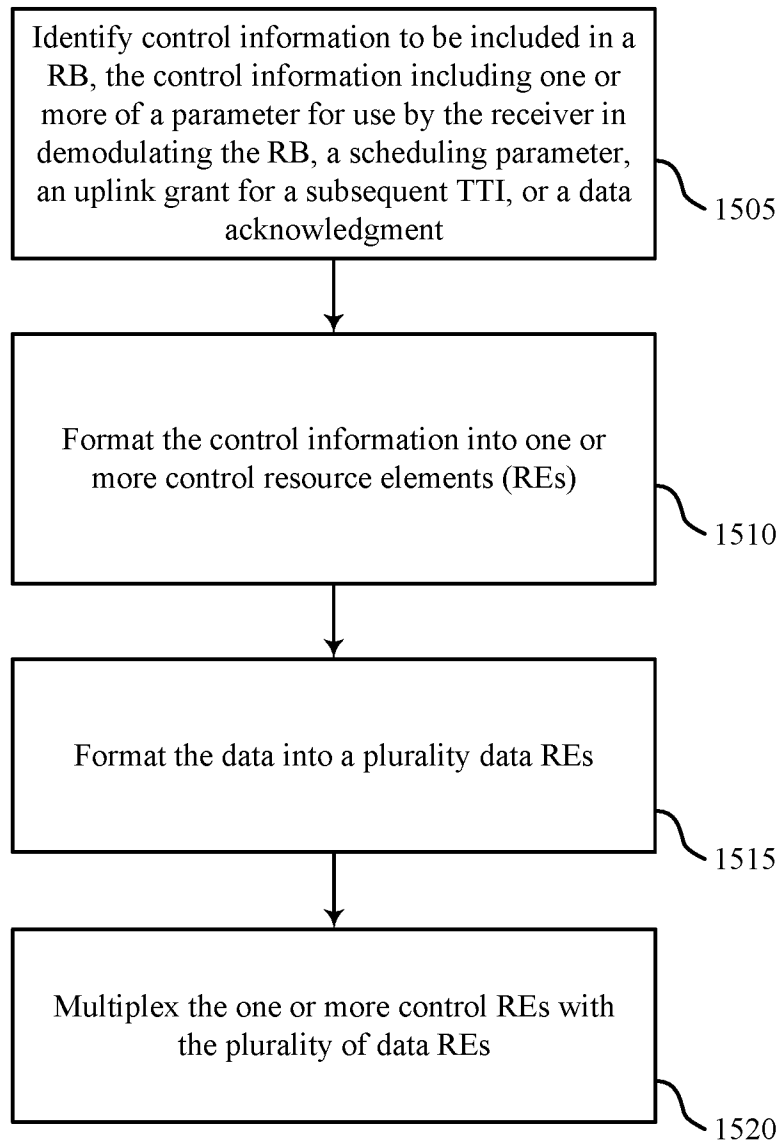 Identify control information to be included in a
RB, the control information including one or
more of a parameter for use by the receiver in
demodulating the RB, a scheduling parameter,
an uplink grant for a subsequent TTI, or a data
acknowledgment
1505
Format the control information into one or
more control resource elements (REs)
1510
Format the data into a plurality data REs
1515
Multiplex the one or more control REs with
the plurality of data REs
1520